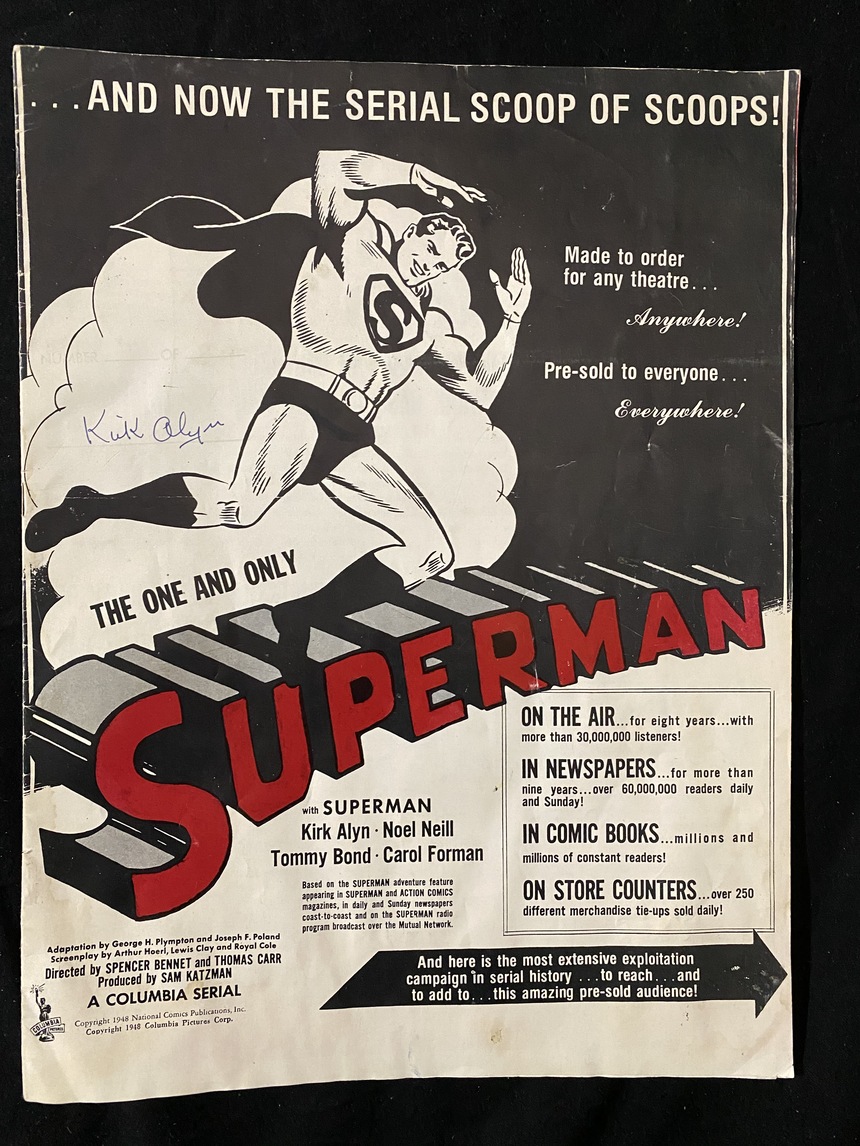 ...AND NOW THE SERIAL SCOOP OF SCOOPS!
Made to order
for any theatre...
Anywhere!
Pre-sold to everyone...
Everywhere!
S
Kirk Alyn
THE ONE AND ONLY
SUPERMAN
with SUPERMAN
Kirk Alyn · Noel Neill
Tommy Bond · Carol Forman
Based on the SUPERMAN adventure feature
appearing in SUPERMAN and ACTION COMICS
magazines, in daily and Sunday newspapers
coast-to-coast and on the SUPERMAN radio
program broadcast over the Mutual Network.
ON THE AIR...for eight years...with
more than 30,000,000 listeners!
IN NEWSPAPERS...for more than
nine years...over 60,000,000 readers daily
and Sunday!
IN COMIC BOOKS...millions and
millions of constant readers!
ON STORE COUNTERS...over 250
different merchandise tie-ups sold daily!
Adaptation by George H. Plympton and Joseph F. Poland
Screenplay by Arthur Hoerl, Lewis Clay and Royal Cole
Directed by SPENCER BENNET and THOMAS CARR
Produced by SAM KATZMAN
A COLUMBIA SERIAL
COLUMBIA
Copyright 1948 National Comics Publications, Inc.
Copyright 1948 Columbia Pictures Corp.
And here is the most extensive exploitation
campaign in serial history ...to reach...and
to add to...this amazing pre-sold audience!